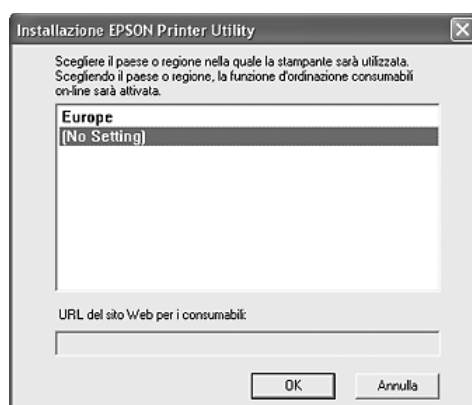 Installazione EPSON Printer Utility
Scegliere il paese o regione nella quale la stampante sarà utilizzata.
Scegliendo il paese o regione, la funzione d'ordinazione consumabili
on-line sarà attivata.
Europe
(No Setting)
URL del sito Web per i consumabili:
OK
Annulla